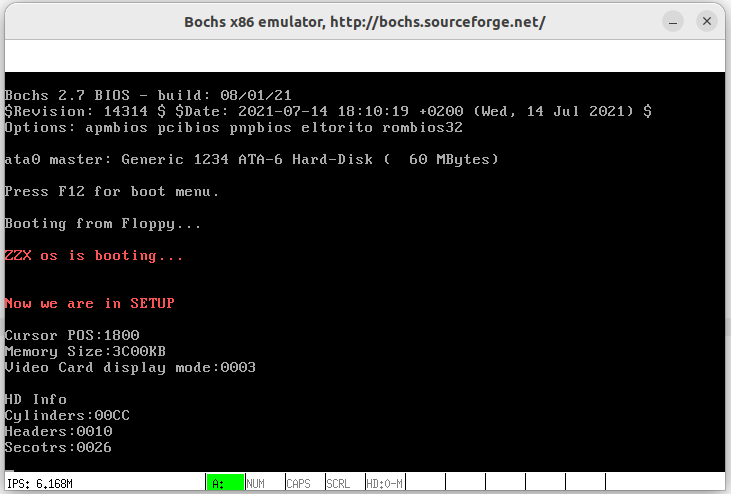 Bochs x86 emulator, http://bochs.sourceforge.net/
Bochs 2.7 BIOS - build: 08/01/21
$Revision: 14314 $ $Date: 2021-07-14 18:10:19 +0200 (Wed, 14 Jul 2021) $
Options: apmbios pcibios pnpbios eltorito rombios32
ata0 master: Generic 1234 ATA-6 Hard-Disk (  60 MBytes)
Press F12 for boot menu.
Booting from Floppy...
ZZX os is booting...
Now we are in SETUP
Cursor POS:1800
Memory Size:3C00KB
Video Card display mode:0003
HD Info
Cylinders:00CC
Headers:0010
Secotrs:0026
IPS: 6.168M A: NUM CAPS SCRL HD:0-M